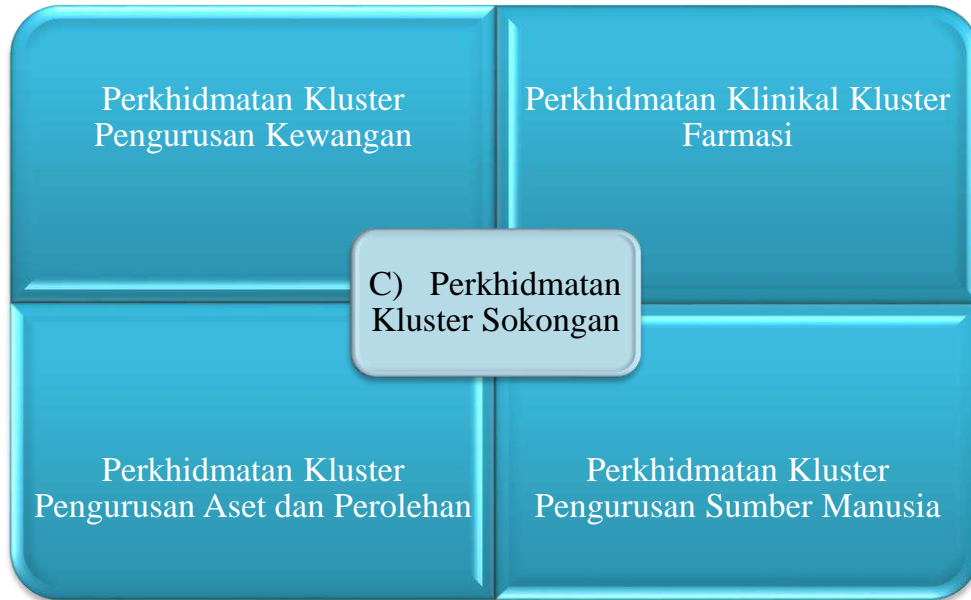 Perkhidmatan Kluster
Pengurusan Kewangan
Perkhidmatan Klinikal Kluster
Farmasi
C) Perkhidmatan
Kluster Sokongan
Perkhidmatan Kluster
Pengurusan Aset dan Perolehan
Perkhidmatan Kluster
Pengurusan Sumber Manusia